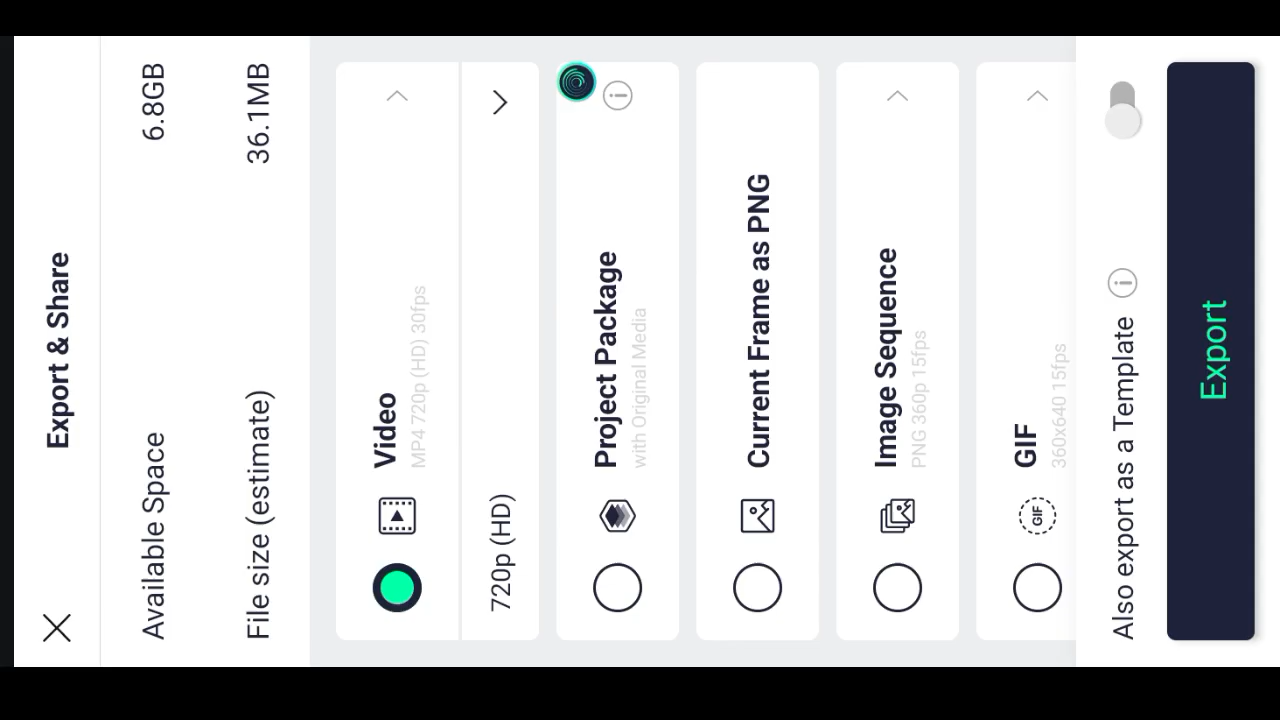 Export & Share
Available Space 6.8GB
File size (estimate) 36.1MB
Video
MP4 720p (HD) 30fps
720p (HD)
Project Package
with Original Media
Current Frame as PNG
Image Sequence
PNG 360p 15fps
GIF
GIF
360x640 15fps
Also export as a Template
Export